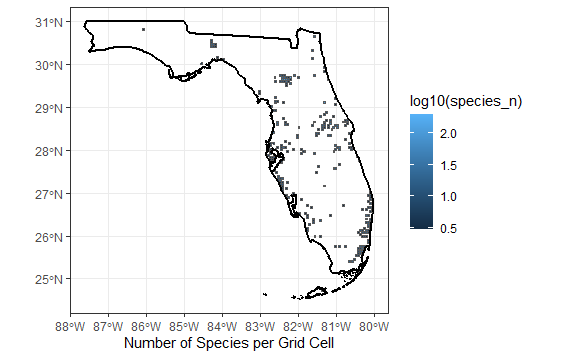 31°N
30°N
29°N
28°N
27°N
26°N
25°N
88°W 87°W 86°W 85°W 84°W 83°W 82°W 81°W 80°W
Number of Species per Grid Cell
log10(species_n)
2.0
1.5
1.0
0.5